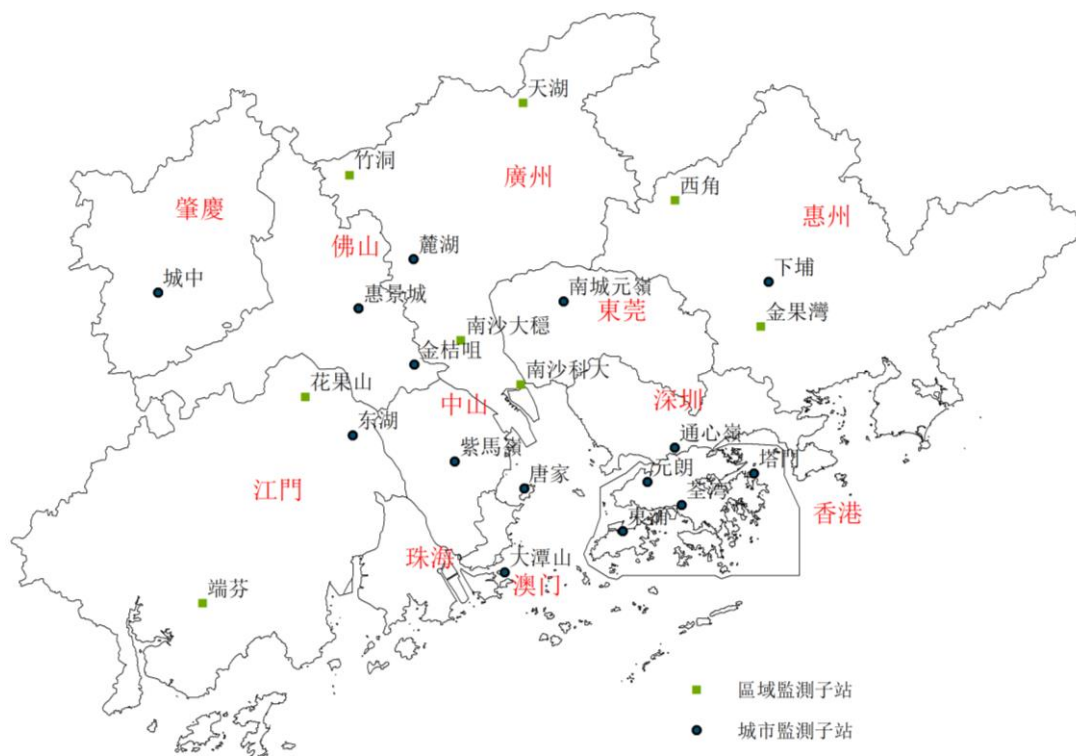 天湖
竹洞
廣州
西角
肇慶
惠州
佛山
麓湖
城中
惠景城
南城元嶺
東莞
下埔
金果灣
南沙大穩
金桔咀
南沙科大
花果山
中山
深圳
东湖
通心嶺
紫馬嶺
元朗
塔門
江門
唐家
荃灣
香港
東涌
珠海
大潭山
澳门
端芬
區域監測子站
城市監測子站